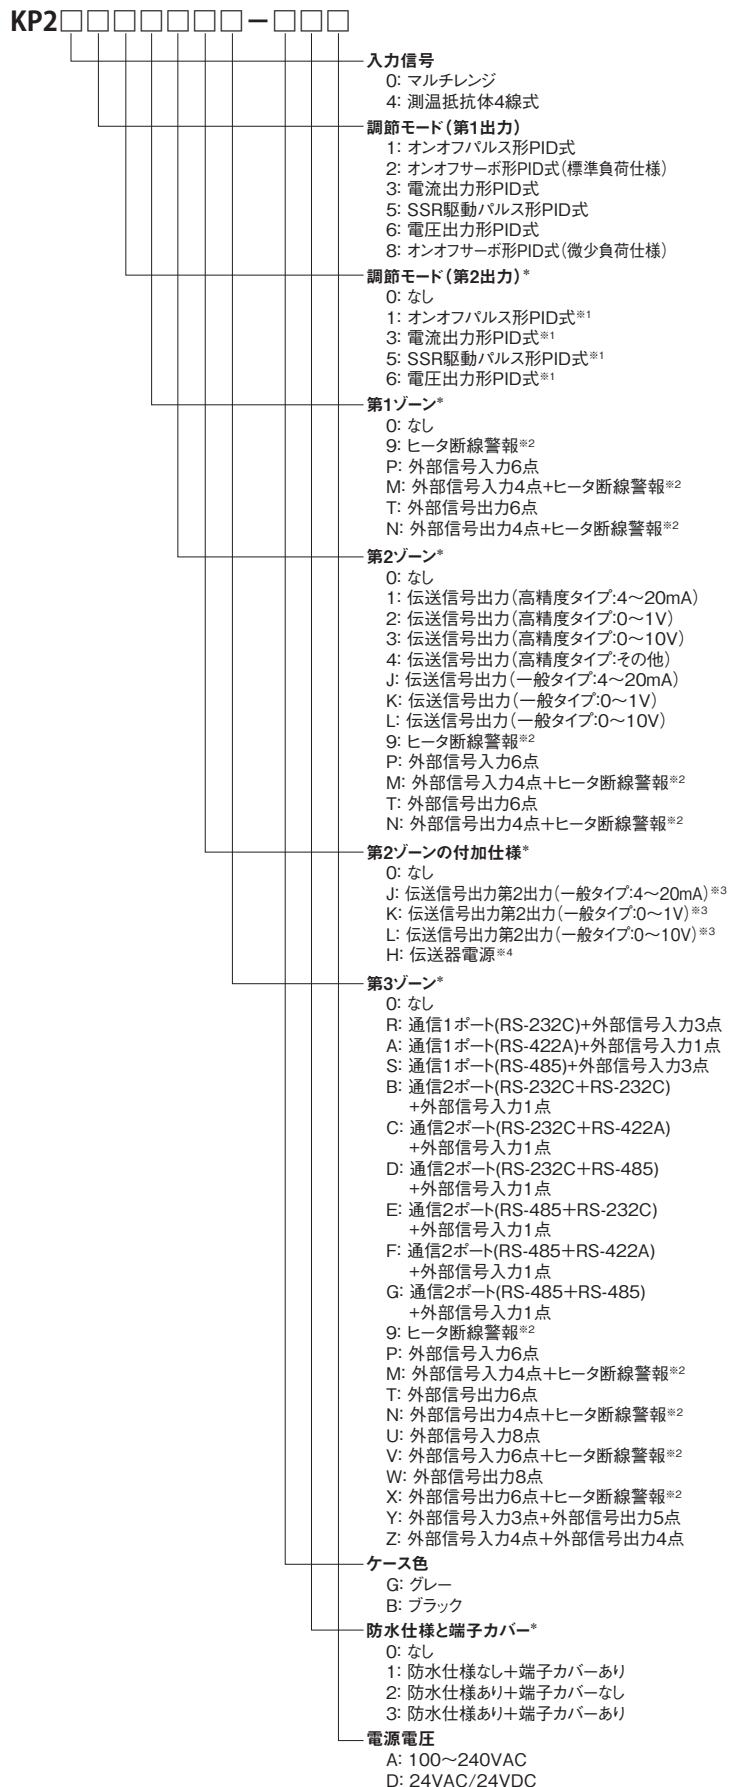 KP2□□□□□□□−□□□
入力信号
0: マルチレンジ
4: 測温抵抗体4線式
調節モード(第1出力)
1: オンオフパルス形PID式
2: オンオフサーボ形PID式(標準負荷仕様)
3: 電流出力形PID式
5: SSR駆動パルス形PID式
6: 電圧出力形PID式
8: オンオフサーボ形PID式(微少負荷仕様)
調節モード(第2出力)*
0: なし
1: オンオフパルス形PID式※1
3: 電流出力形PID式※1
5: SSR駆動パルス形PID式※1
6: 電圧出力形PID式※1
第1ゾーン*
0: なし
9: ヒータ断線警報※2
P: 外部信号入力6点
M: 外部信号入力4点+ヒータ断線警報※2
T: 外部信号出力6点
N: 外部信号出力4点+ヒータ断線警報※2
第2ゾーン*
0: なし
1: 伝送信号出力(高精度タイプ:4〜20mA)
2: 伝送信号出力(高精度タイプ:0〜1V)
3: 伝送信号出力(高精度タイプ:0〜10V)
4: 伝送信号出力(高精度タイプ:その他)
J: 伝送信号出力(一般タイプ:4〜20mA)
K: 伝送信号出力(一般タイプ:0〜1V)
L: 伝送信号出力(一般タイプ:0〜10V)
9: ヒータ断線警報※2
P: 外部信号入力6点
M: 外部信号入力4点+ヒータ断線警報※2
T: 外部信号出力6点
N: 外部信号出力4点+ヒータ断線警報※2
第2ゾーンの付加仕様*
0: なし
J: 伝送信号出力第2出力(一般タイプ:4〜20mA)※3
K: 伝送信号出力第2出力(一般タイプ:0〜1V)※3
L: 伝送信号出力第2出力(一般タイプ:0〜10V)※3
H: 伝送器電源※4
第3ゾーン*
0: なし
R: 通信1ポート(RS-232C)+外部信号入力3点
A: 通信1ポート(RS-422A)+外部信号入力1点
S: 通信1ポート(RS-485)+外部信号入力3点
B: 通信2ポート(RS-232C+RS-232C)
+外部信号入力1点
C: 通信2ポート(RS-232C+RS-422A)
+外部信号入力1点
D: 通信2ポート(RS-232C+RS-485)
+外部信号入力1点
E: 通信2ポート(RS-485+RS-232C)
+外部信号入力1点
F: 通信2ポート(RS-485+RS-422A)
+外部信号入力1点
G: 通信2ポート(RS-485+RS-485)
+外部信号入力1点
9: ヒータ断線警報※2
P: 外部信号入力6点
M: 外部信号入力4点+ヒータ断線警報※2
T: 外部信号出力6点
N: 外部信号出力4点+ヒータ断線警報※2
U: 外部信号入力8点
V: 外部信号入力6点+ヒータ断線警報※2
W: 外部信号出力8点
X: 外部信号出力6点+ヒータ断線警報※2
Y: 外部信号入力3点+外部信号出力5点
Z: 外部信号入力4点+外部信号出力4点
ケース色
G: グレー
B: ブラック
防水仕様と端子カバー*
0: なし
1: 防水仕様なし+端子カバーあり
2: 防水仕様あり+端子カバーなし
3: 防水仕様あり+端子カバーあり
電源電圧
A: 100〜240VAC
D: 24VAC/24VDC